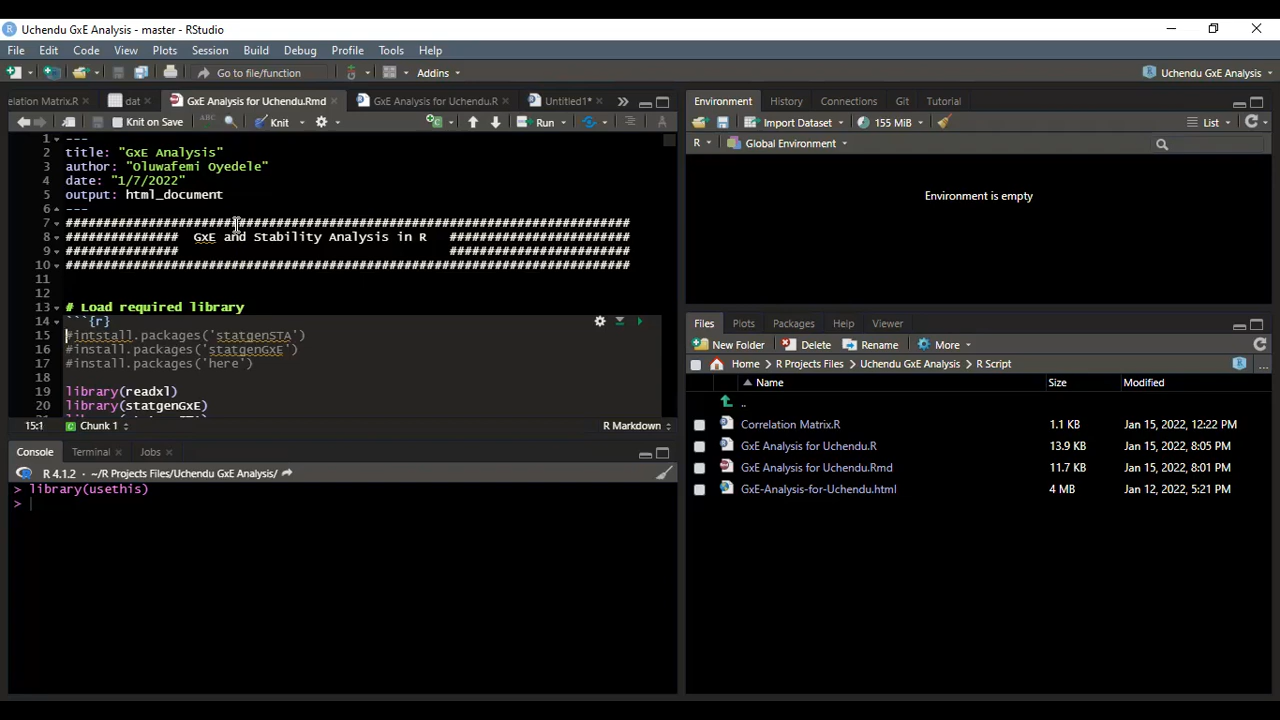 Uchendu GxE Analysis - master - RStudio
File Edit Code View Plots Session Build Debug Profile Tools Help
Go to file/function Addins Uchendu GxE Analysis
elation Matrix.R dat GxE Analysis for Uchendu.Rmd GxE Analysis for Uchendu.R Untitled1*
Knit on Save ABC Knit Run
1 ---
2 title: "GxE Analysis"
3 author: "Oluwafemi Oyedele"
4 date: "1/7/2022"
5 output: html_document
6 ---
7 ###########################################################################
8 ############### GxE and Stability Analysis in R ########################
9 ############### ########################
10 ###########################################################################
11
12
13 # Load required library
14 ```{r}
15 #intstall.packages('statgenSTA')
16 #install.packages('statgenGxE')
17 #install.packages('here')
18
19 library(readxl)
20 library(statgenGxE)
15:1 Chunk 1 R Markdown
Console Terminal Jobs
R 4.1.2 · ~/R Projects Files/Uchendu GxE Analysis/
> library(usethis)
>
Environment History Connections Git Tutorial
Import Dataset 155 MiB List
R Global Environment
Environment is empty
Files Plots Packages Help Viewer
New Folder Delete Rename More
Home R Projects Files Uchendu GxE Analysis R Script ...
Name Size Modified
..
Correlation Matrix.R 1.1 KB Jan 15, 2022, 12:22 PM
GxE Analysis for Uchendu.R 13.9 KB Jan 15, 2022, 8:05 PM
GxE Analysis for Uchendu.Rmd 11.7 KB Jan 15, 2022, 8:01 PM
GxE-Analysis-for-Uchendu.html 4 MB Jan 12, 2022, 5:21 PM